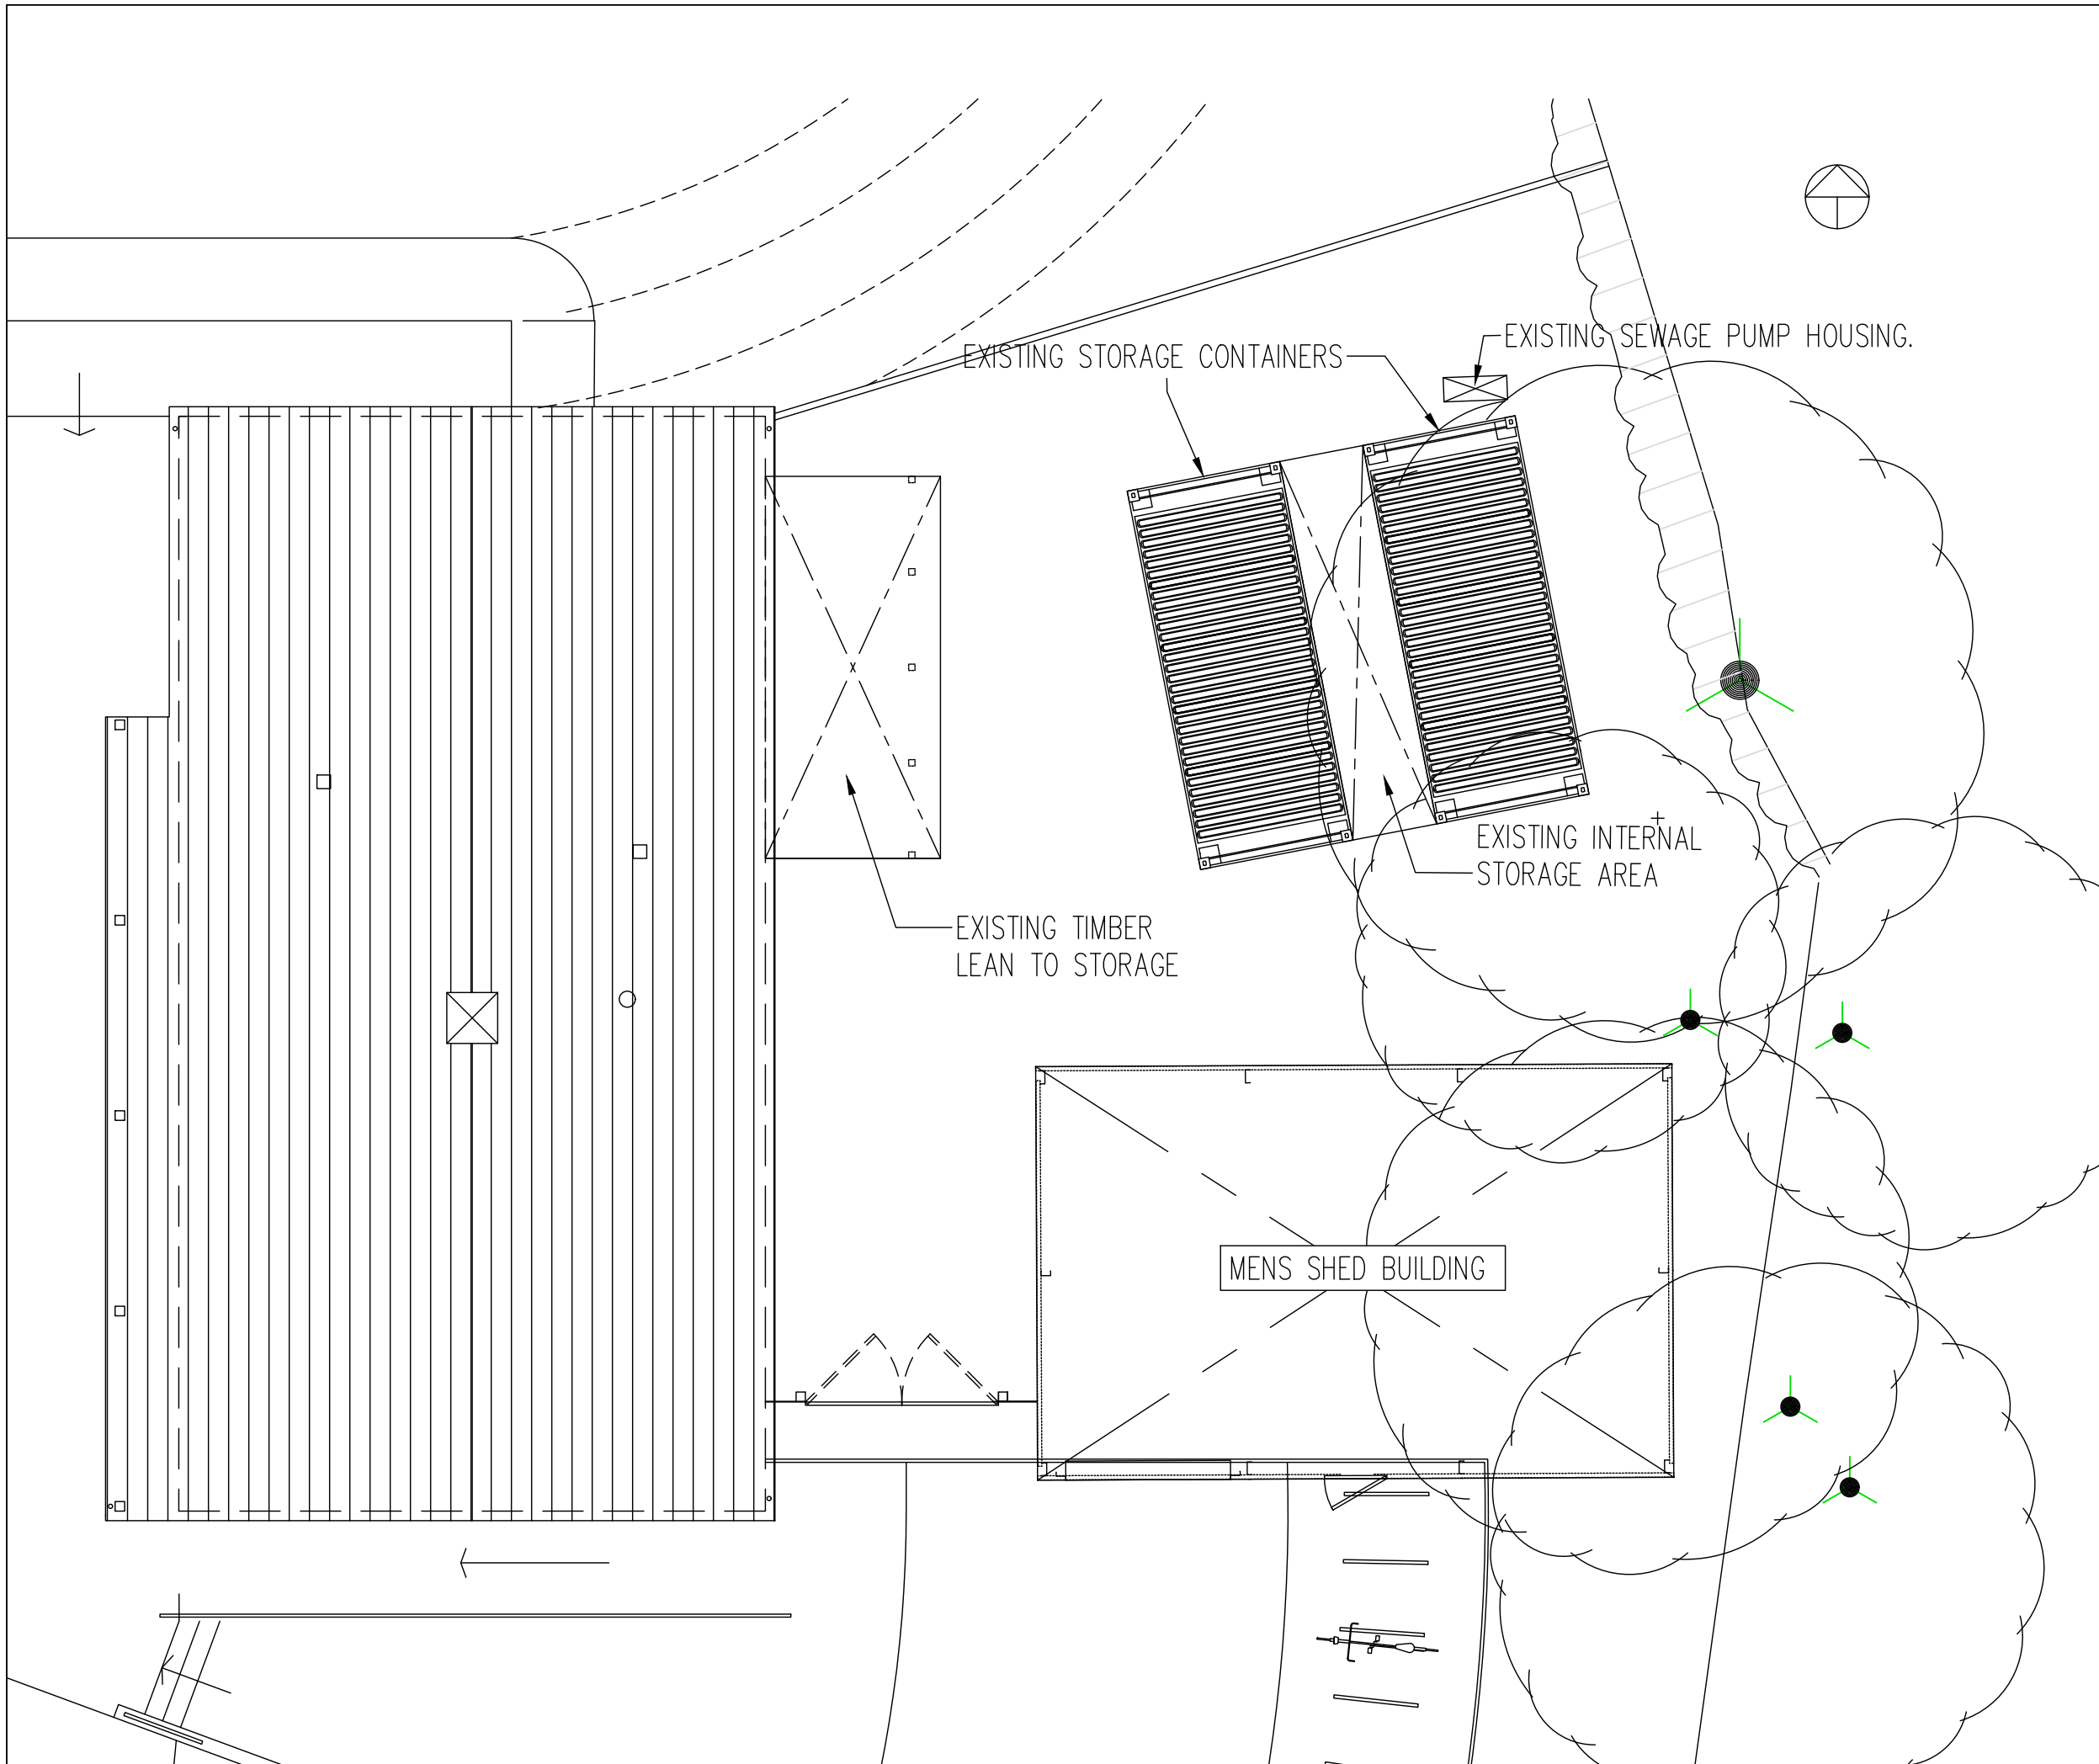 EXISTING SEWAGE PUMP HOUSING.
EXISTING STORAGE CONTAINERS
EXISTING INTERNAL
STORAGE AREA
EXISTING TIMBER
LEAN TO STORAGE
MENS SHED BUILDING